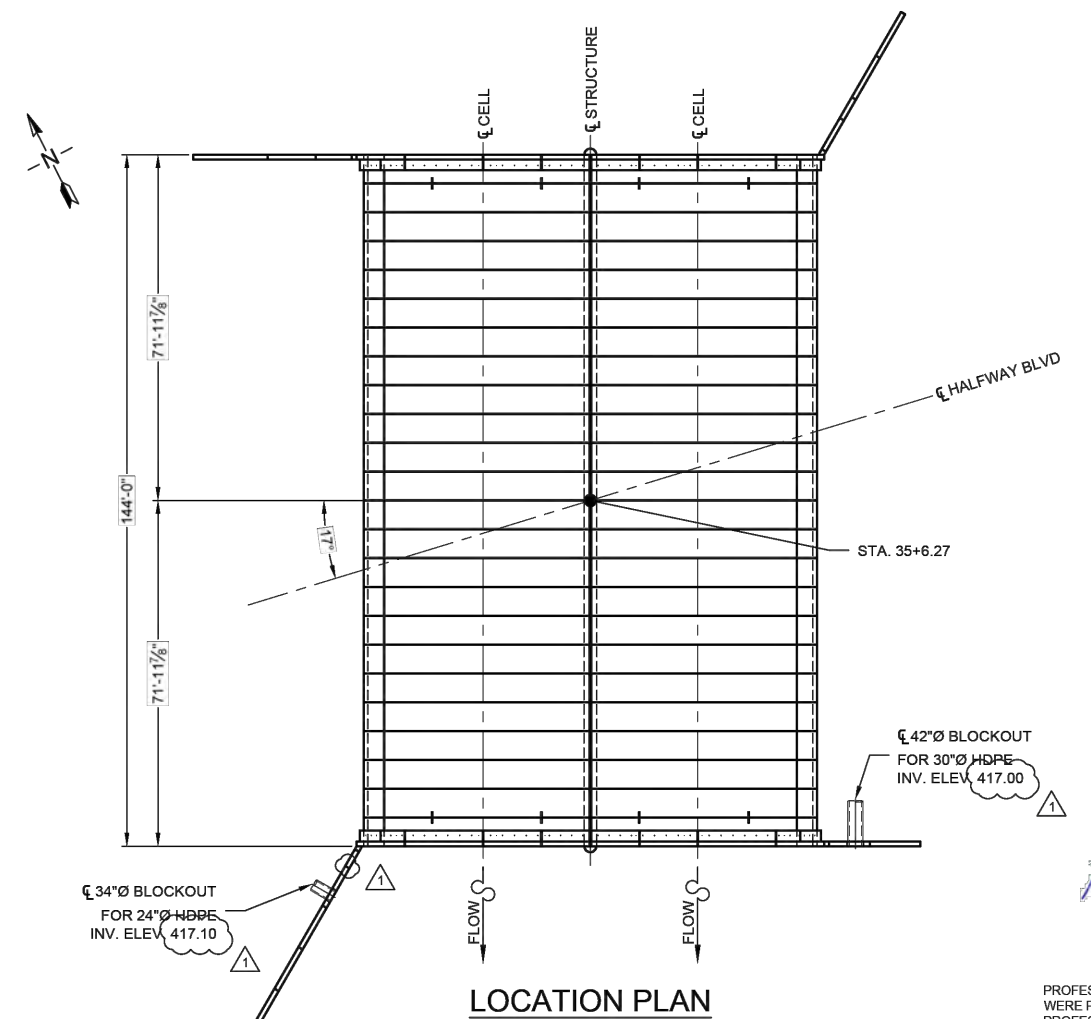 ℄ STRUCTURE
℄ CELL
℄ CELL
N
71'-11⅞"
℄ HALFWAY BLVD
144'-0"
17°
STA. 35+6.27
71'-11⅞"
℄ 42"Ø BLOCKOUT
FOR 30"Ø HDPE
INV. ELEV. 417.00
1
1
℄ 34"Ø BLOCKOUT
FOR 24"Ø HDPE
INV. ELEV. 417.10
1
FLOW
FLOW
LOCATION PLAN
PROFES
WERE F